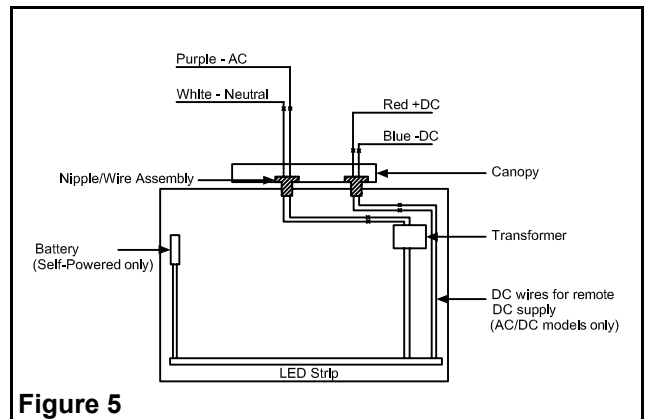 Purple - AC
White - Neutral
Red +DC
Blue -DC
Nipple/Wire Assembly
Canopy
Battery
(Self-Powered only)
Transformer
DC wires for remote
DC supply
(AC/DC models only)
LED Strip
Figure 5